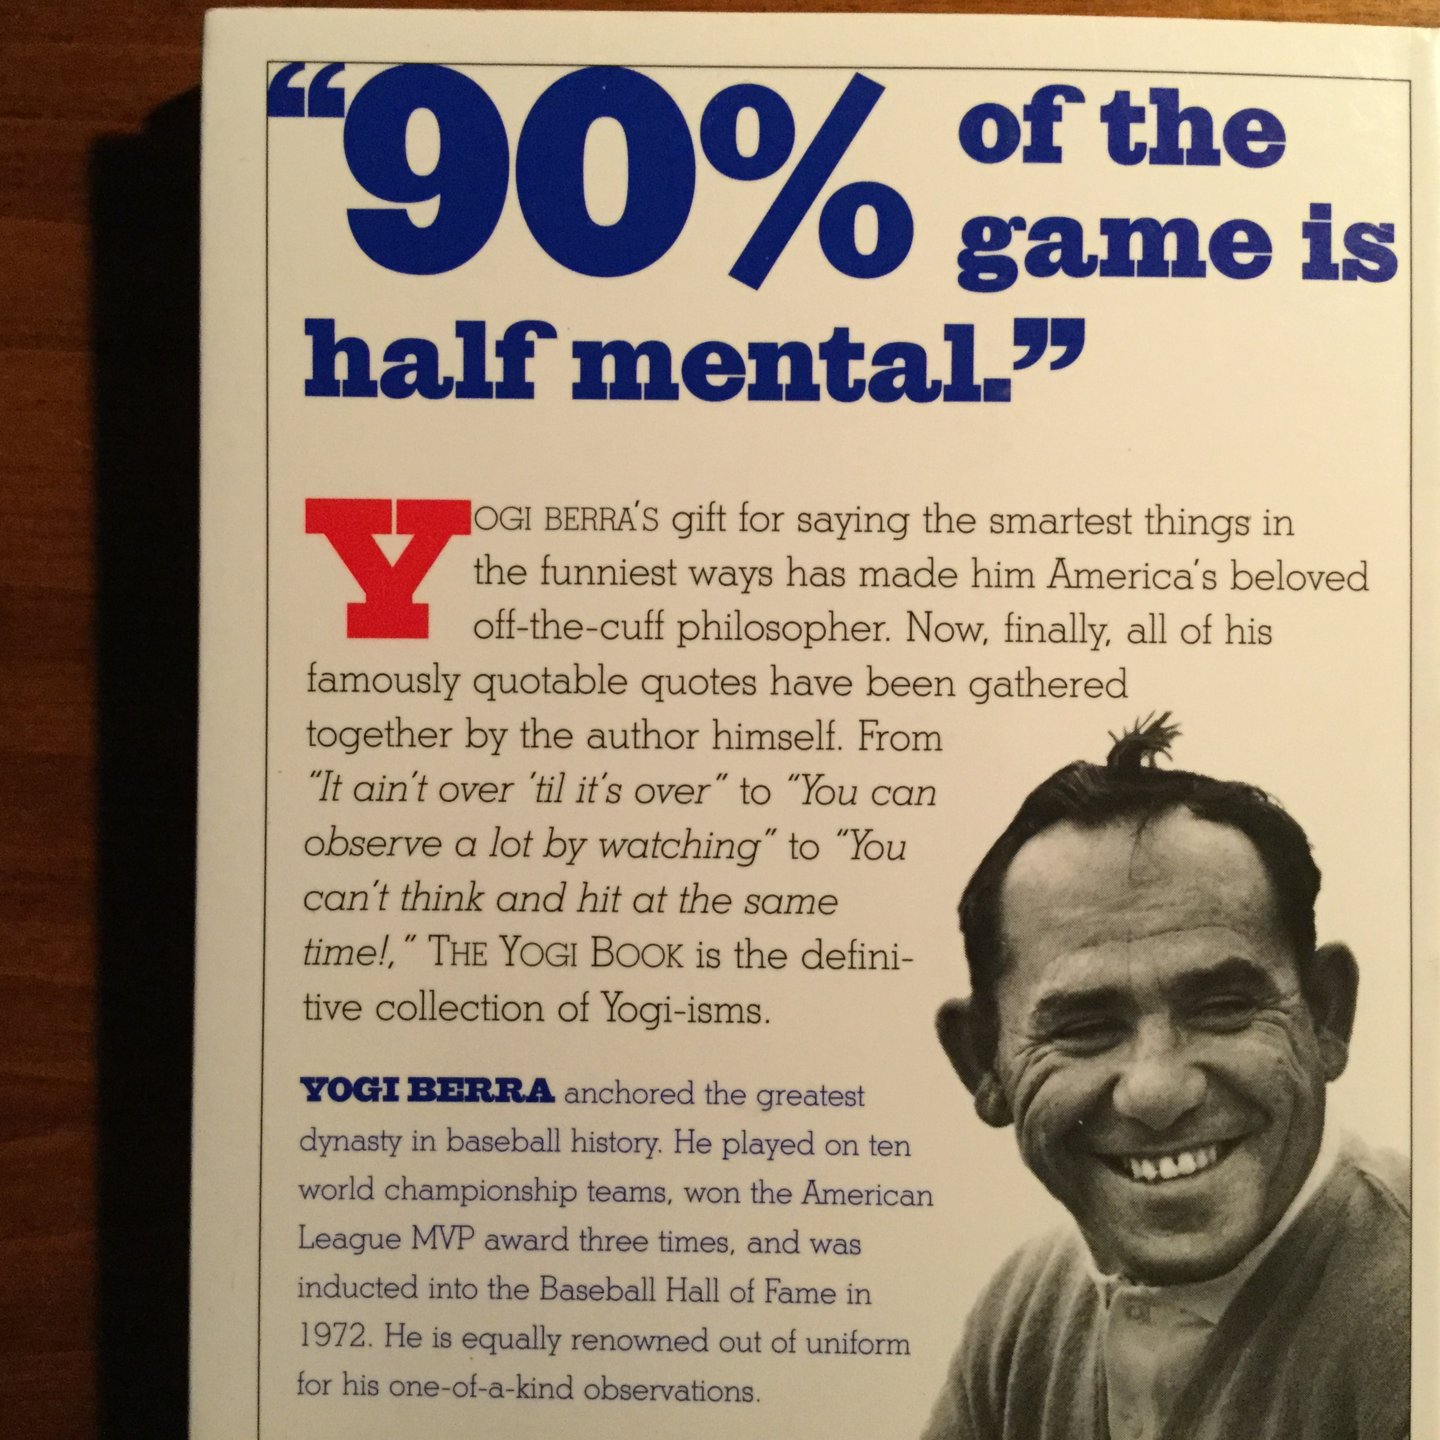 “90% of the
game is
half mental.”
YOGI BERRA’S gift for saying the smartest things in
the funniest ways has made him America’s beloved
off-the-cuff philosopher. Now, finally, all of his
famously quotable quotes have been gathered
together by the author himself. From
“It ain’t over ’til it’s over” to “You can
observe a lot by watching” to “You
can’t think and hit at the same
time!,” THE YOGI BOOK is the defini-
tive collection of Yogi-isms.
YOGI BERRA anchored the greatest
dynasty in baseball history. He played on ten
world championship teams, won the American
League MVP award three times, and was
inducted into the Baseball Hall of Fame in
1972. He is equally renowned out of uniform
for his one-of-a-kind observations.